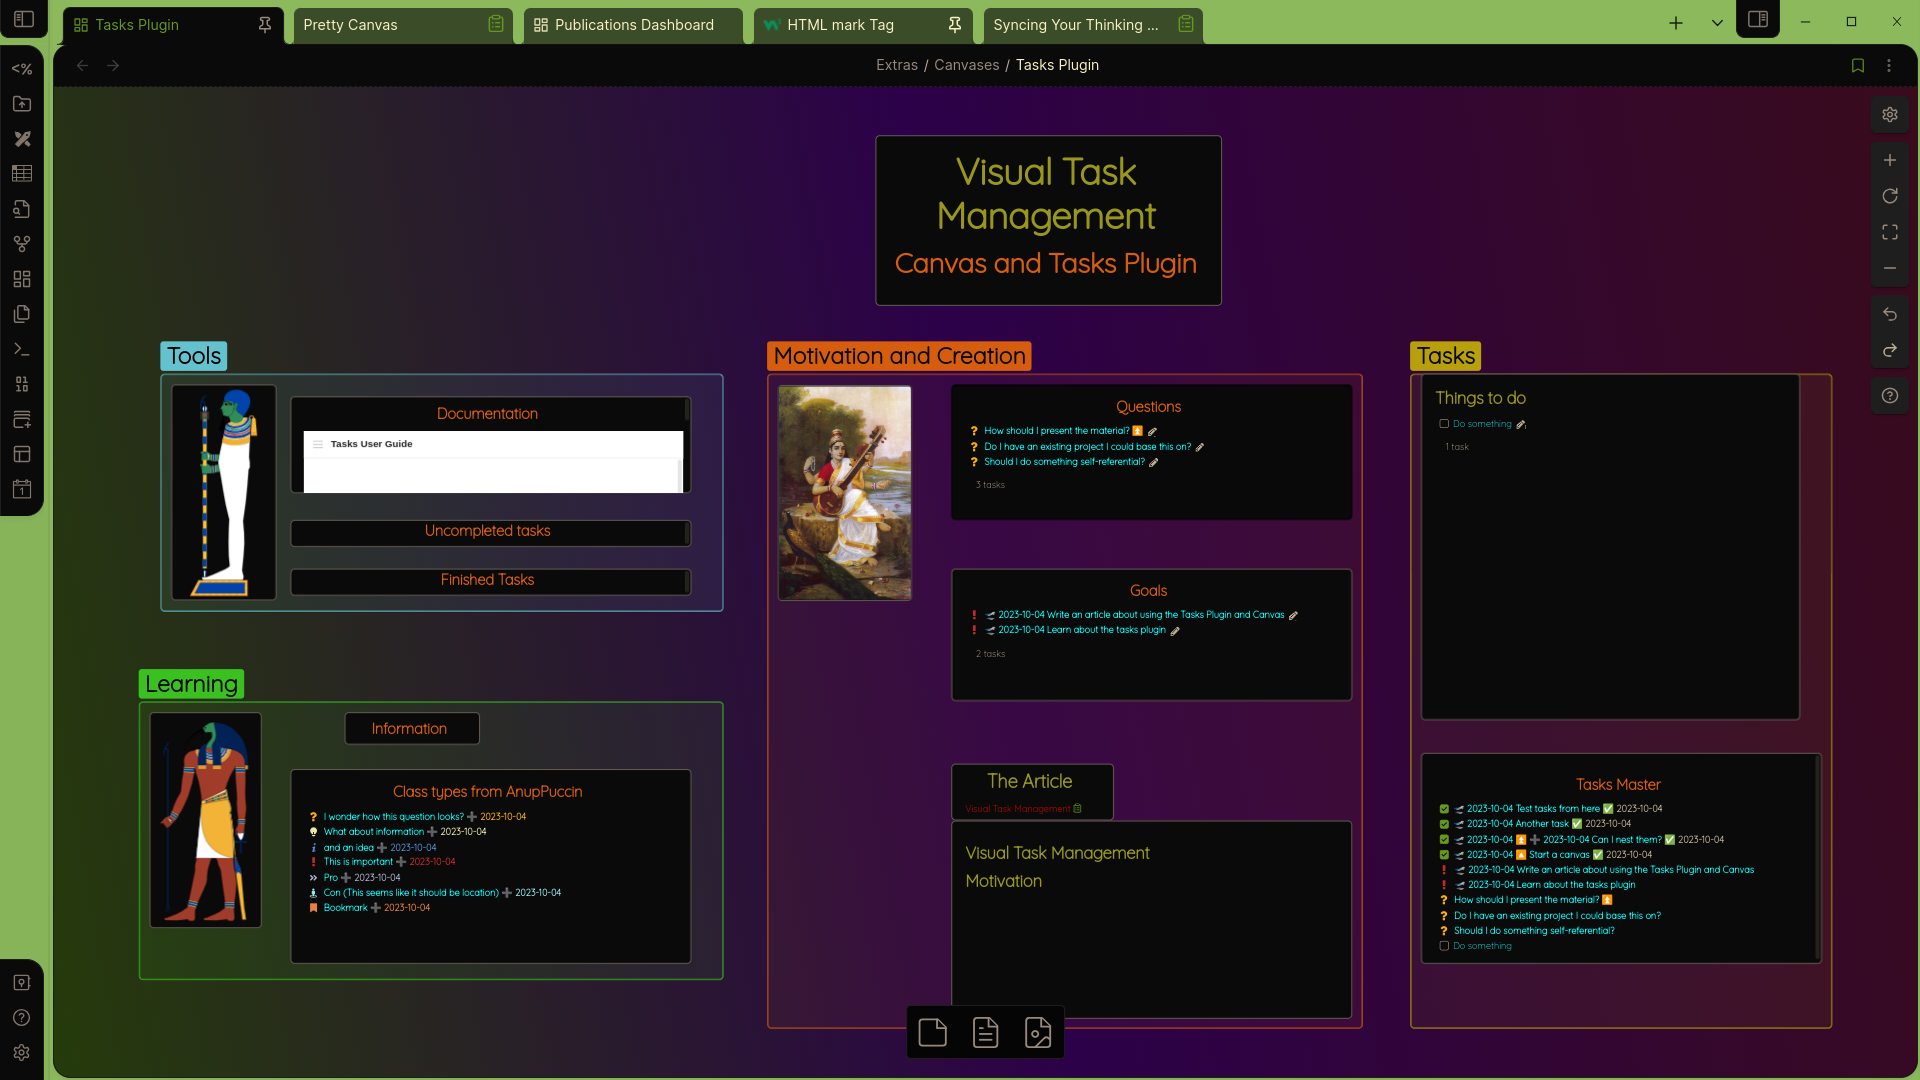 Tasks Plugin
Pretty Canvas
Publications Dashboard
HTML mark Tag
Syncing Your Thinking ...
Extras / Canvases / Tasks Plugin
Visual Task
Management
Canvas and Tasks Plugin
Tools
Documentation
Tasks User Guide
Uncompleted tasks
Finished Tasks
Learning
Information
Class types from AnupPuccin
I wonder how this question looks? ➕ 2023-10-04
What about information ➕ 2023-10-04
and an idea ➕ 2023-10-04
This is important ➕ 2023-10-04
Pro ➕ 2023-10-04
Con (This seems like it should be location) ➕ 2023-10-04
Bookmark ➕ 2023-10-04
Motivation and Creation
Questions
How should I present the material? ⏫
Do I have an existing project I could base this on?
Should I do something self-referential?
3 tasks
Goals
🛫 2023-10-04 Write an article about using the Tasks Plugin and Canvas
🛫 2023-10-04 Learn about the tasks plugin
2 tasks
The Article
Visual Task Management
Visual Task Management
Motivation
Tasks
Things to do
Do something
1 task
Tasks Master
🛫 2023-10-04 Test tasks from here ✅ 2023-10-04
🛫 2023-10-04 Another task ✅ 2023-10-04
🛫 2023-10-04 ⏫ ➕ 2023-10-04 Can I nest them? ✅ 2023-10-04
🛫 2023-10-04 🔼 Start a canvas ✅ 2023-10-04
🛫 2023-10-04 Write an article about using the Tasks Plugin and Canvas
🛫 2023-10-04 Learn about the tasks plugin
How should I present the material? ⏫
Do I have an existing project I could base this on?
Should I do something self-referential?
Do something